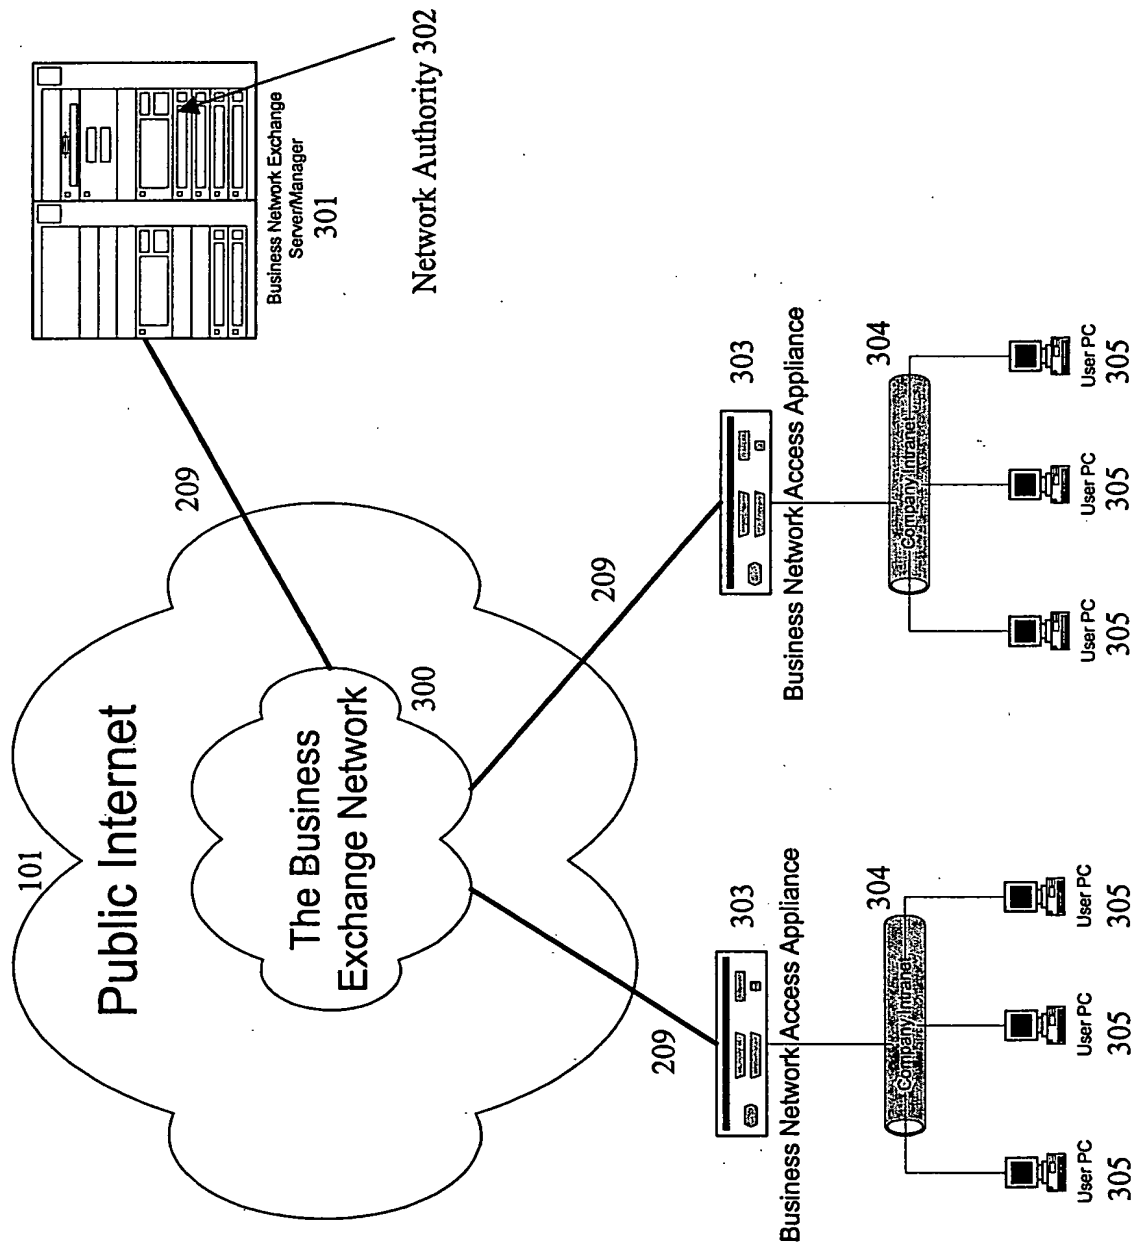 101
Public Internet
The Business
Exchange Network
300
209
Business Network Exchange
Server/Manager
301
Network Authority 302
209
209
303
Business Network Access Appliance
304
Company Intranet
User PC
305
User PC
305
User PC
305
303
Business Network Access Appliance
304
Company Intranet
User PC
305
User PC
305
User PC
305